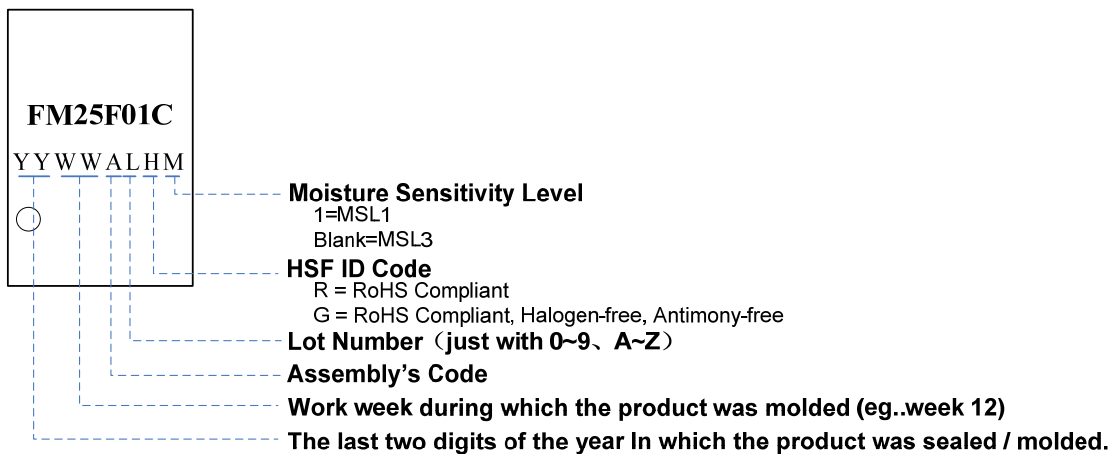 FM25F01C
YYWWALHM
Moisture Sensitivity Level
1=MSL1
Blank=MSL3
HSF ID Code
R = RoHS Compliant
G = RoHS Compliant, Halogen-free, Antimony-free
Lot Number（just with 0~9、A~Z）
Assembly’s Code
Work week during which the product was molded (eg..week 12)
The last two digits of the year In which the product was sealed / molded.